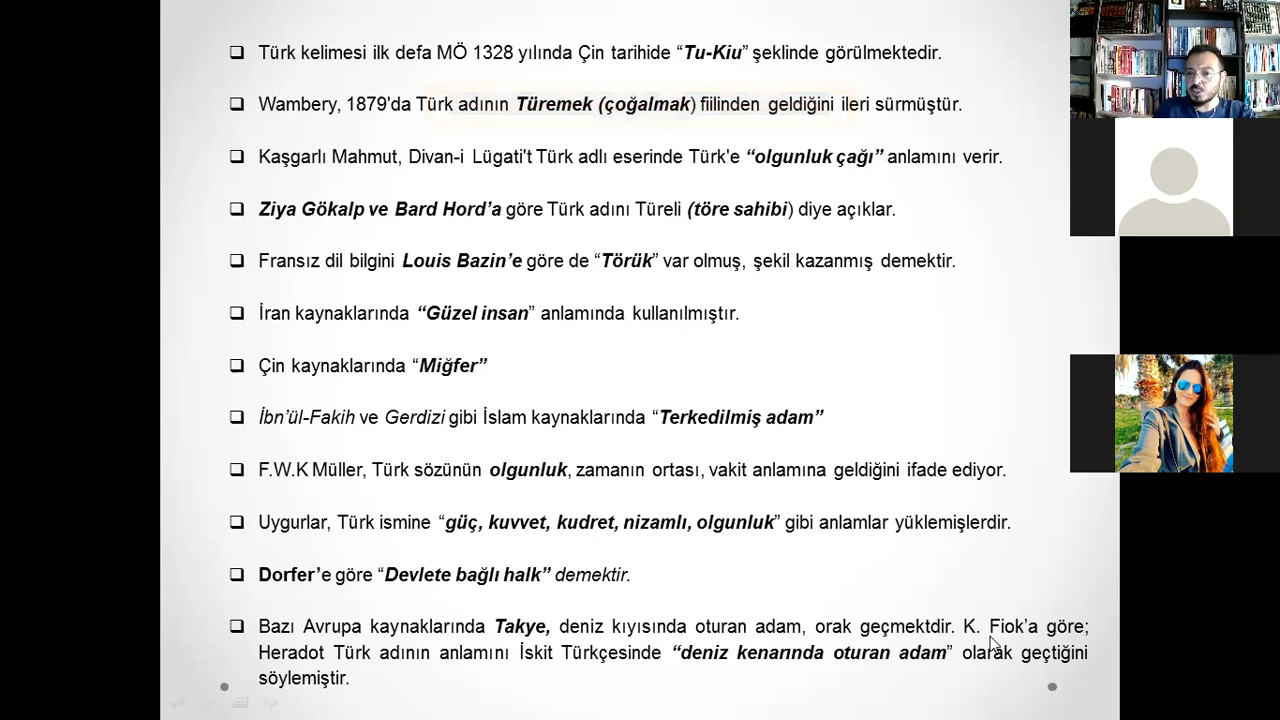 Türk kelimesi ilk defa MÖ 1328 yılında Çin tarihide “Tu-Kiu” şeklinde görülmektedir.
Wambery, 1879'da Türk adının Türemek (çoğalmak) fiilinden geldiğini ileri sürmüştür.
Kaşgarlı Mahmut, Divan-i Lügati't Türk adlı eserinde Türk'e “olgunluk çağı” anlamını verir.
Ziya Gökalp ve Bard Hord’a göre Türk adını Türeli (töre sahibi) diye açıklar.
Fransız dil bilgini Louis Bazin’e göre de “Törük” var olmuş, şekil kazanmış demektir.
İran kaynaklarında “Güzel insan” anlamında kullanılmıştır.
Çin kaynaklarında “Miğfer”
İbn’ül-Fakih ve Gerdizi gibi İslam kaynaklarında “Terkedilmiş adam”
F.W.K Müller, Türk sözünün olgunluk, zamanın ortası, vakit anlamına geldiğini ifade ediyor.
Uygurlar, Türk ismine “güç, kuvvet, kudret, nizamlı, olgunluk” gibi anlamlar yüklemişlerdir.
Dorfer’e göre “Devlete bağlı halk” demektir.
Bazı Avrupa kaynaklarında Takye, deniz kıyısında oturan adam, orak geçmektdir. K. Fiok’a göre;
Heradot Türk adının anlamını İskit Türkçesinde “deniz kenarında oturan adam” olarak geçtiğini
söylemiştir.